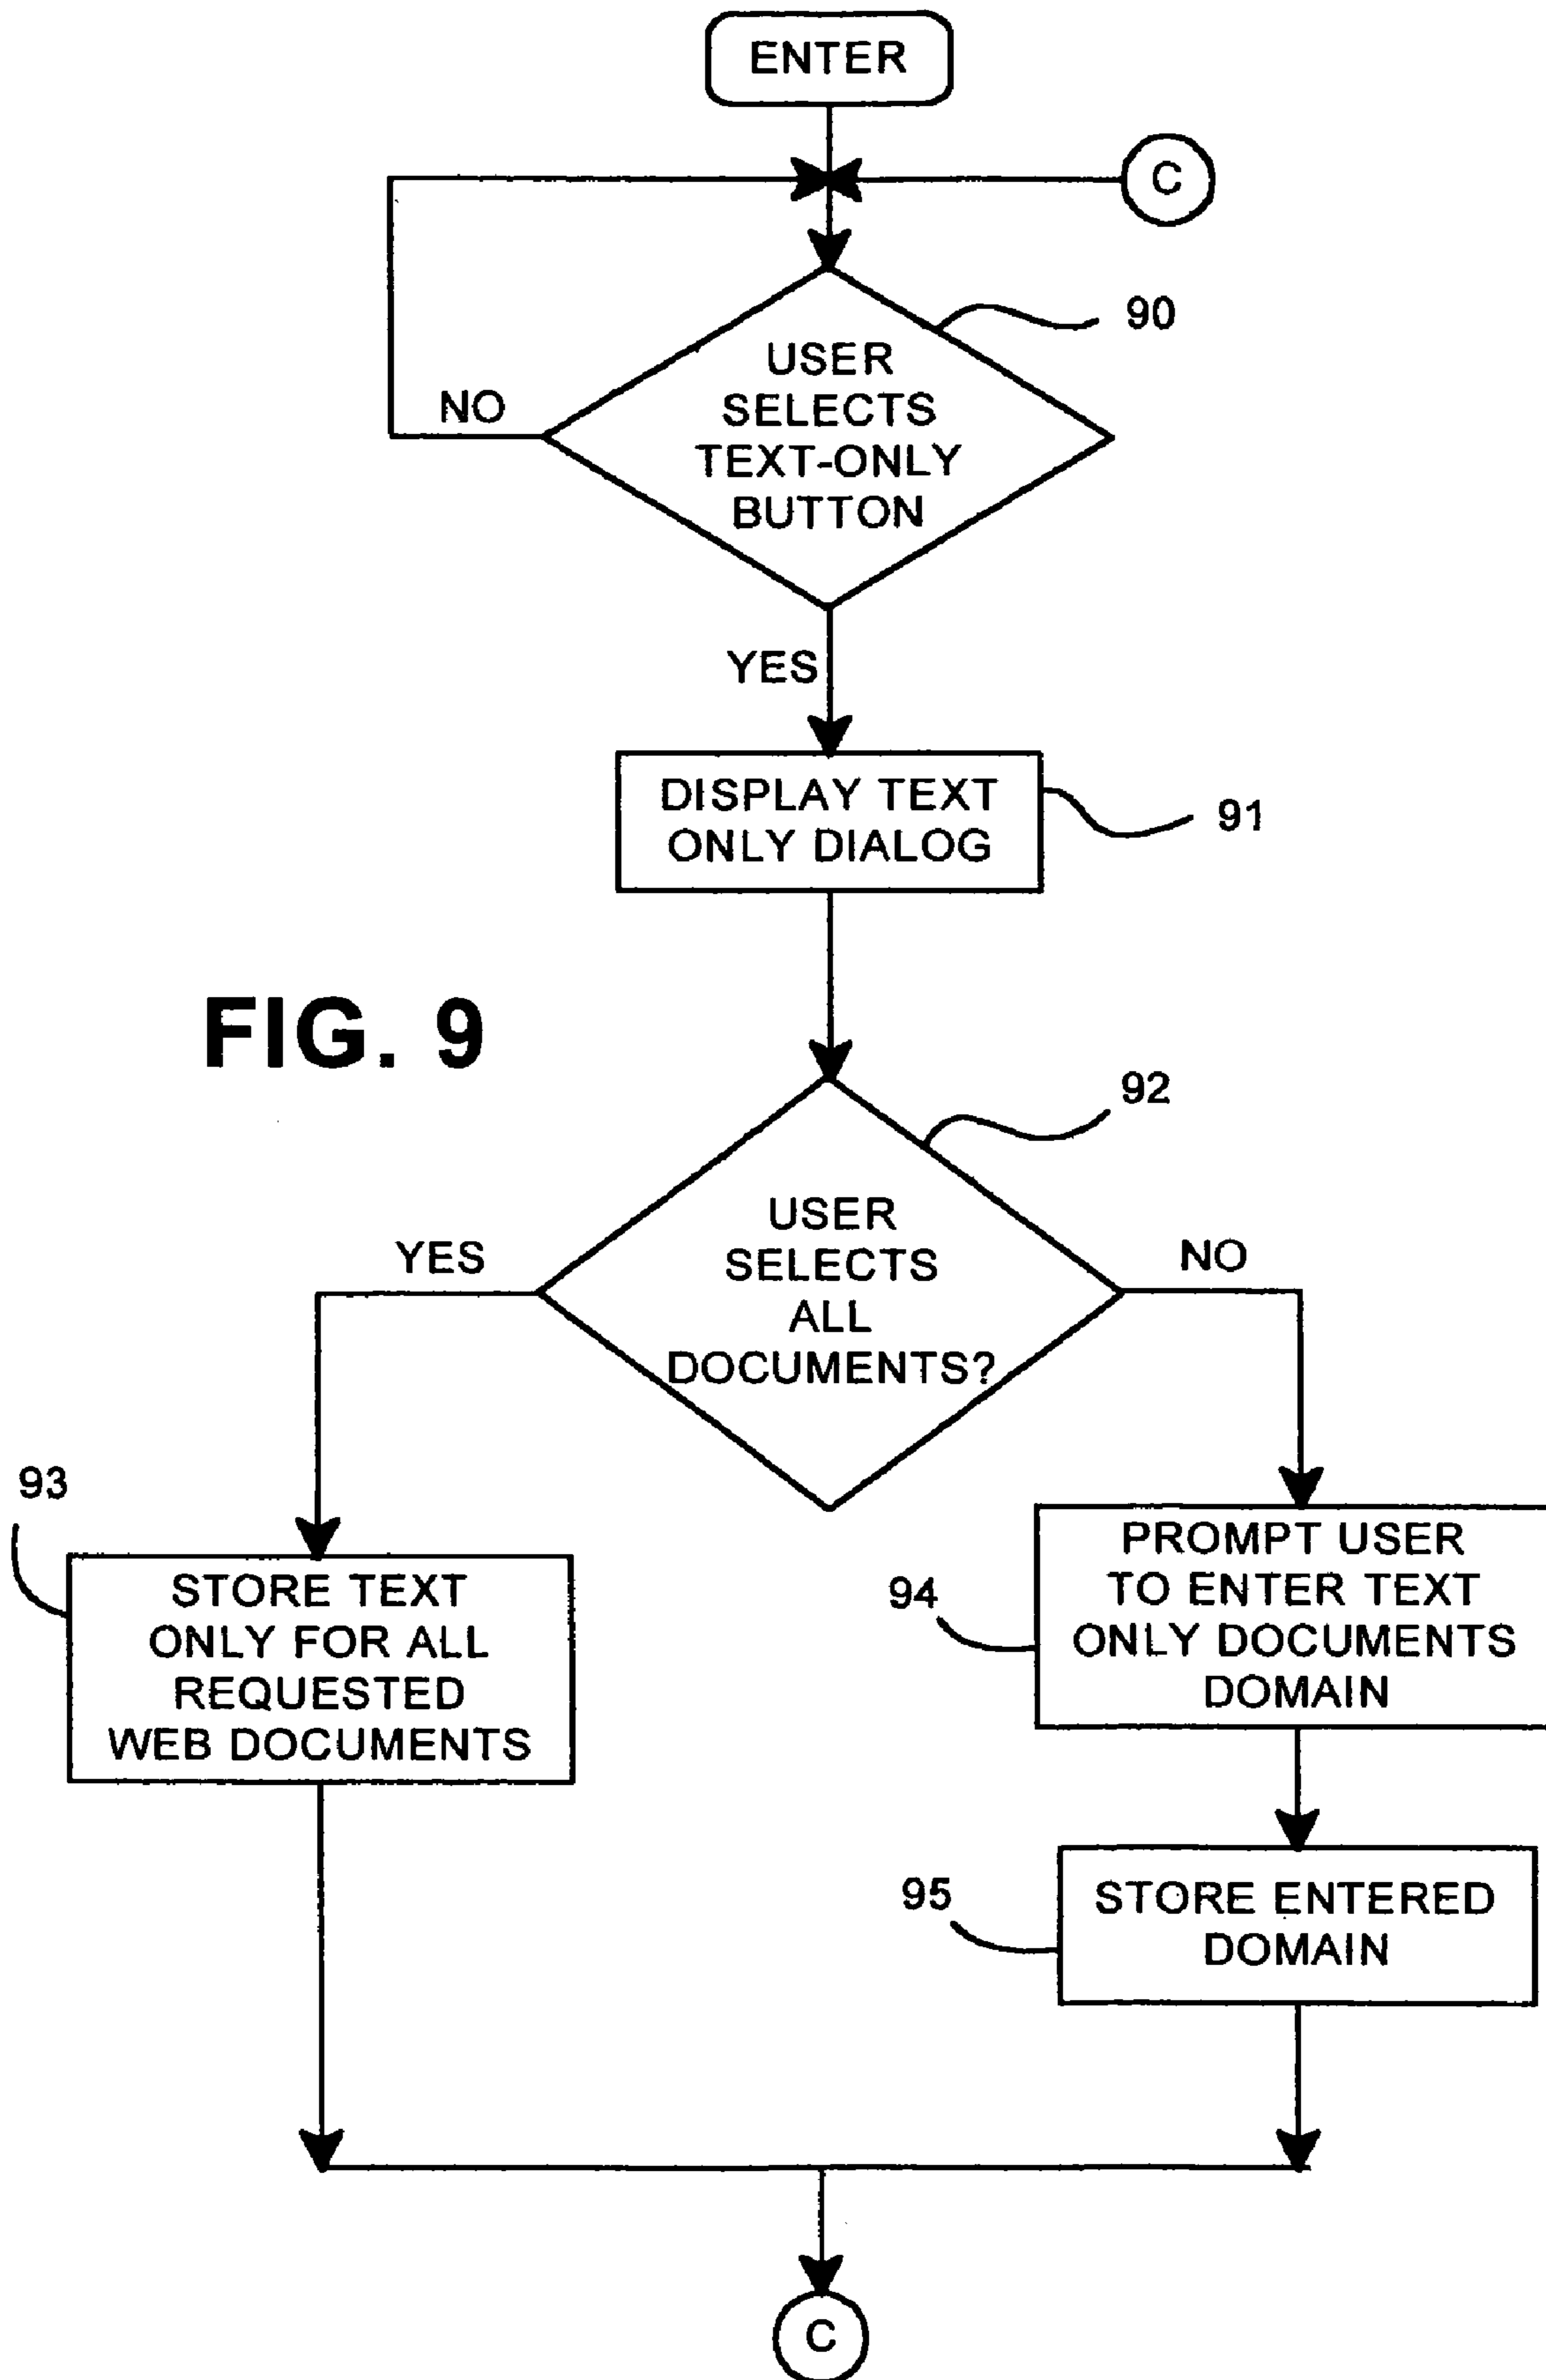 ENTER
C
90
USER
SELECTS
TEXT-ONLY
BUTTON
NO
YES
DISPLAY TEXT
ONLY DIALOG
91
FIG. 9
92
USER
SELECTS
ALL
DOCUMENTS?
YES
NO
93
STORE TEXT
ONLY FOR ALL
REQUESTED
WEB DOCUMENTS
94
PROMPT USER
TO ENTER TEXT
ONLY DOCUMENTS
DOMAIN
95
STORE ENTERED
DOMAIN
C